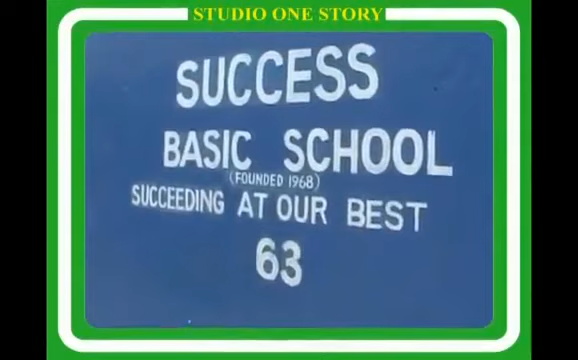 STUDIO ONE STORY
SUCCESS
BASIC SCHOOL
(FOUNDED 1968)
SUCCEEDING AT OUR BEST
63